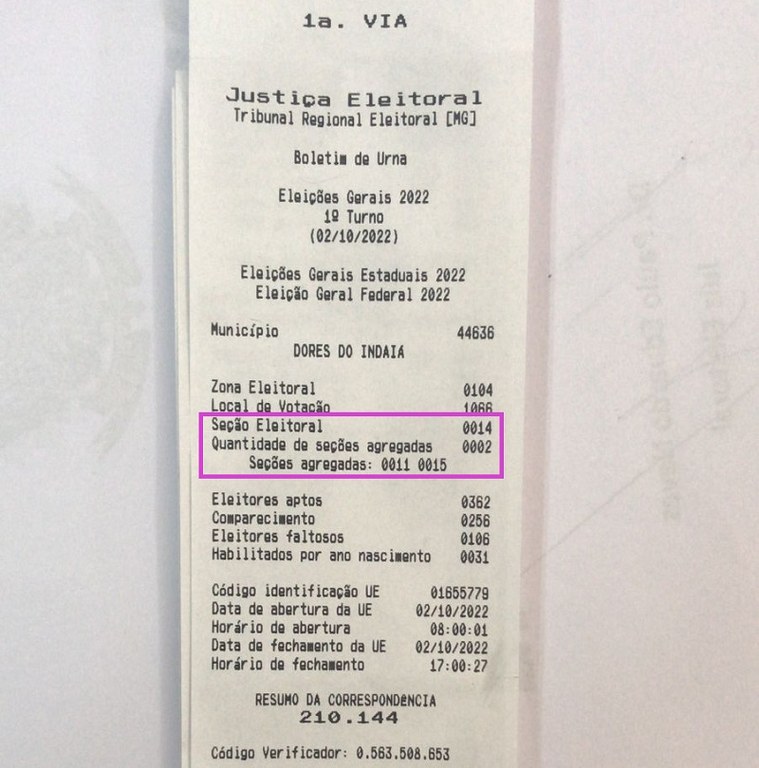 1a. VIA
Justiça Eleitoral
Tribunal Regional Eleitoral [MG]
Boletim de Urna
Eleições Gerais 2022
1º Turno
(02/10/2022)
Eleições Gerais Estaduais 2022
Eleição Geral Federal 2022
Município 44636
DORES DO INDAIÁ
Zona Eleitoral 0104
Local de Votação 1066
Seção Eleitoral 0014
Quantidade de seções agregadas 0002
Seções agregadas: 0011 0015
Eleitores aptos 0362
Comparecimento 0256
Eleitores faltosos 0106
Habilitados por ano nascimento 0031
Código identificação UE 01655779
Data de abertura da UE 02/10/2022
Horário de abertura 08:00:01
Data de fechamento da UE 02/10/2022
Horário de fechamento 17:00:27
RESUMO DA CORRESPONDÊNCIA
210.144
Código Verificador: 0.563.508.653